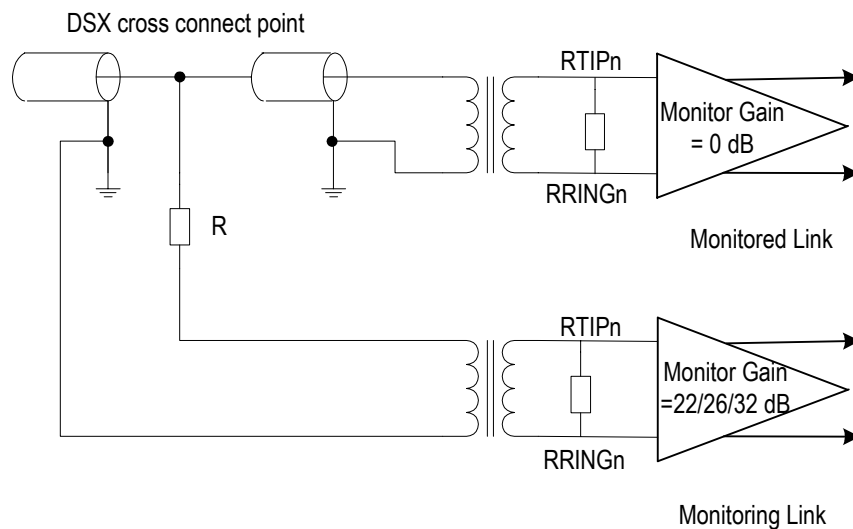 DSX cross connect point
RTIPn
Monitor Gain
= 0 dB
RRINGn
R
Monitored Link
RTIPn
Monitor Gain
=22/26/32 dB
RRINGn
Monitoring Link